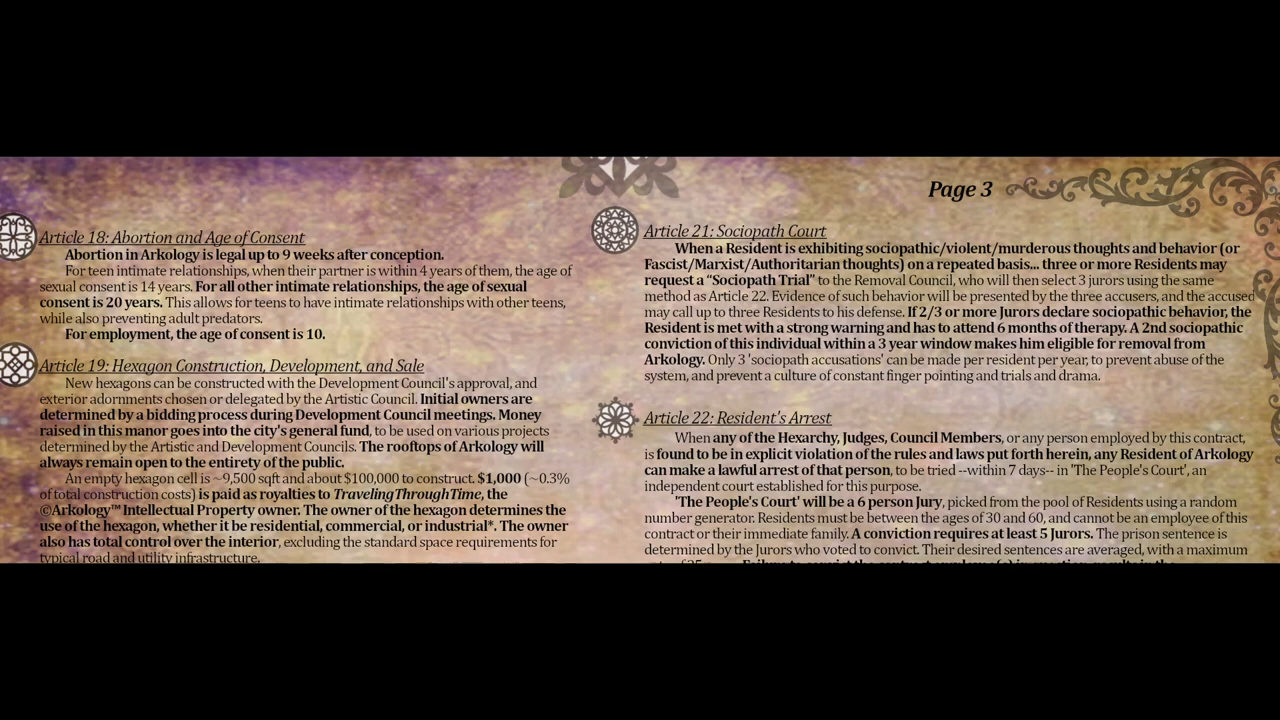 Page 3
Article 18: Abortion and Age of Consent
Abortion in Arkology is legal up to 9 weeks after conception.
For teen intimate relationships, when their partner is within 4 years of them, the age of
sexual consent is 14 years. For all other intimate relationships, the age of sexual
consent is 20 years. This allows for teens to have intimate relationships with other teens,
while also preventing adult predators.
For employment, the age of consent is 10.
Article 19: Hexagon Construction, Development, and Sale
New hexagons can be constructed with the Development Council's approval, and
exterior adornments chosen or delegated by the Artistic Council. Initial owners are
determined by a bidding process during Development Council meetings. Money
raised in this manor goes into the city's general fund, to be used on various projects
determined by the Artistic and Development Councils. The rooftops of Arkology will
always remain open to the entirety of the public.
An empty hexagon cell is ~9,500 sqft and about $100,000 to construct. $1,000 (~0.3%
of total construction costs) is paid as royalties to TravelingThroughTime, the
©Arkology™ Intellectual Property owner. The owner of the hexagon determines the
use of the hexagon, whether it be residential, commercial, or industrial*. The owner
also has total control over the interior, excluding the standard space requirements for
typical road and utility infrastructure.
Article 21: Sociopath Court
When a Resident is exhibiting sociopathic/violent/murderous thoughts and behavior (or
Fascist/Marxist/Authoritarian thoughts) on a repeated basis... three or more Residents may
request a “Sociopath Trial” to the Removal Council, who will then select 3 jurors using the same
method as Article 22. Evidence of such behavior will be presented by the three accusers, and the accused
may call up to three Residents to his defense. If 2/3 or more Jurors declare sociopathic behavior, the
Resident is met with a strong warning and has to attend 6 months of therapy. A 2nd sociopathic
conviction of this individual within a 3 year window makes him eligible for removal from
Arkology. Only 3 'sociopath accusations' can be made per resident per year, to prevent abuse of the
system, and prevent a culture of constant finger pointing and trials and drama.
Article 22: Resident's Arrest
When any of the Hexarchy, Judges, Council Members, or any person employed by this contract,
is found to be in explicit violation of the rules and laws put forth herein, any Resident of Arkology
can make a lawful arrest of that person, to be tried --within 7 days-- in 'The People's Court', an
independent court established for this purpose.
'The People's Court' will be a 6 person Jury, picked from the pool of Residents using a random
number generator. Residents must be between the ages of 30 and 60, and cannot be an employee of this
contract or their immediate family. A conviction requires at least 5 Jurors. The prison sentence is
determined by the Jurors who voted to convict. Their desired sentences are averaged, with a maximum